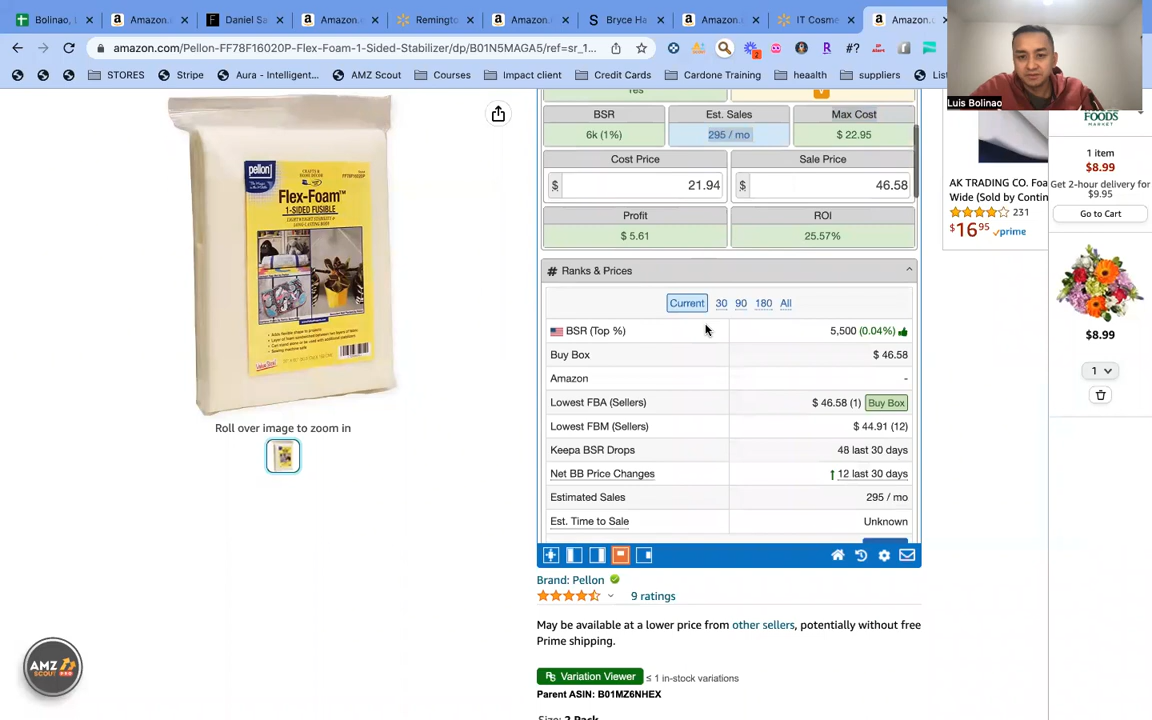 Bolinao, L
Amazon.
Daniel Sa
Amazon.
Remingto
Amazon.
Bryce Ha
Amazon.
IT Cosme
Amazon.
amazon.com/Pellon-FF78F16020P-Flex-Foam-1-Sided-Stabilizer/dp/B01N5MAGA5/ref=sr_1...
STORES
Stripe
Aura - Intelligent...
AMZ Scout
Courses
Impact client
Credit Cards
Cardone Training
heaalth
suppliers
List
Luis Bolinao
Yes
BSR
Est. Sales
Max Cost
6k (1%)
295 / mo
$ 22.95
Cost Price
Sale Price
$ 21.94
$ 46.58
Profit
ROI
$ 5.61
25.57%
# Ranks & Prices
Current 30 90 180 All
BSR (Top %) 5,500 (0.04%)
Buy Box $ 46.58
Amazon -
Lowest FBA (Sellers) $ 46.58 (1) Buy Box
Lowest FBM (Sellers) $ 44.91 (12)
Keepa BSR Drops 48 last 30 days
Net BB Price Changes 12 last 30 days
Estimated Sales 295 / mo
Est. Time to Sale Unknown
pellon
Flex-Foam™
1-SIDED FUSIBLE
Roll over image to zoom in
Brand: Pellon
9 ratings
May be available at a lower price from other sellers, potentially without free
Prime shipping.
Variation Viewer ≤ 1 in-stock variations
Parent ASIN: B01MZ6NHEX
Size: 2 Pack
AMZ
SCOUT
AK TRADING CO. Foa
Wide (Sold by Contin
231
$16 95 prime
FOODS
MARKET
1 item
$8.99
Get 2-hour delivery for
$9.95
Go to Cart
$8.99
1